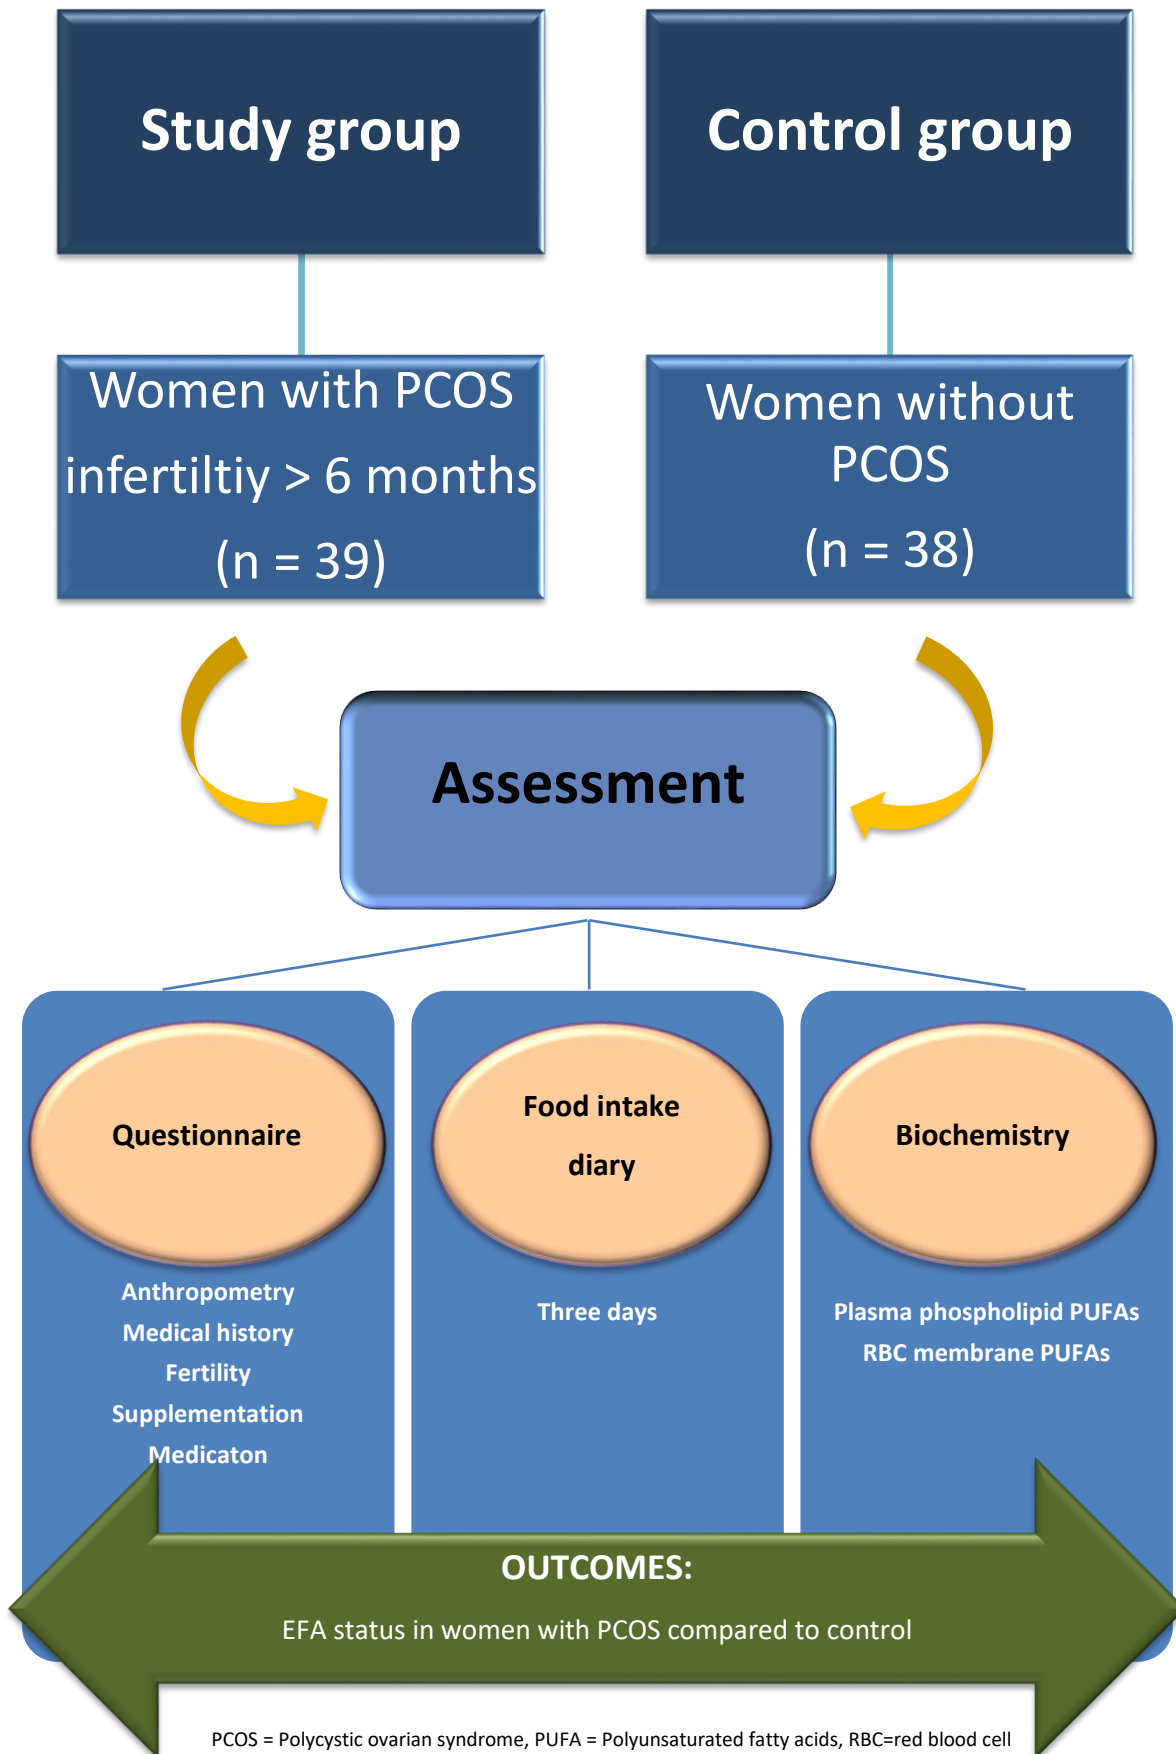 Study group
Control group
Women with PCOS
infertiltiy > 6 months
(n = 39)
Women without
PCOS
(n = 38)
Assessment
Questionnaire
Anthropometry
Medical history
Fertility
Supplementation
Medicaton
Food intake
diary
Three days
Biochemistry
Plasma phospholipid PUFAs
RBC membrane PUFAs
OUTCOMES:
EFA status in women with PCOS compared to control
PCOS = Polycystic ovarian syndrome, PUFA = Polyunsaturated fatty acids, RBC=red blood cell